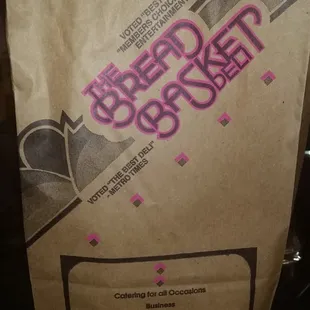 VOTED "BEST
"MEMBERS CHOICE
ENTERTAINMENT
THE
BREAD
BASKET
DELI
VOTED "THE BEST DELI"
- METRO TIMES
Catering for all Occasions
Business